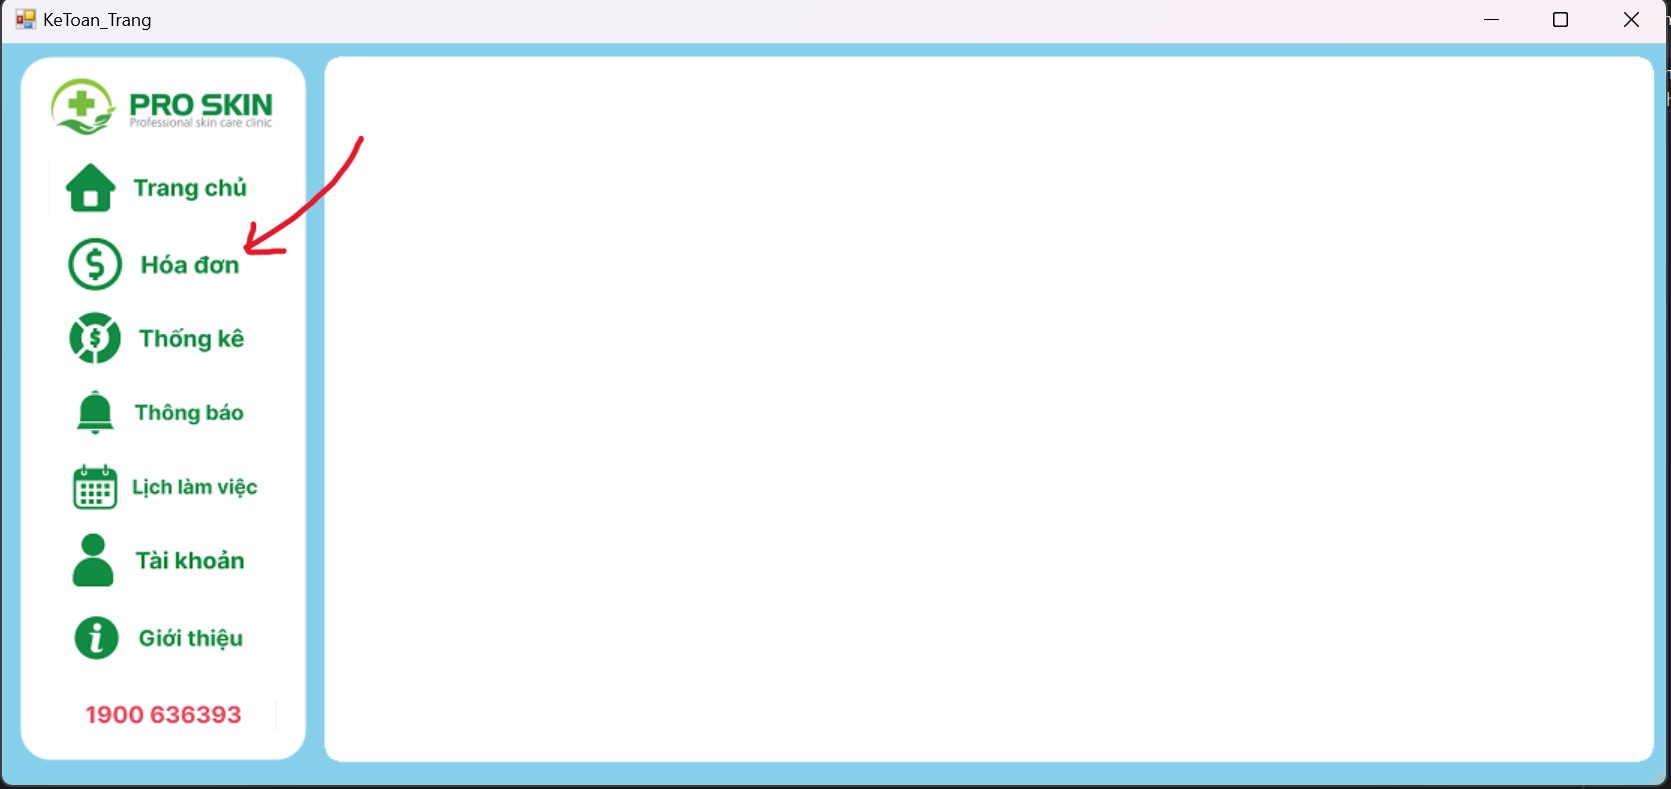 KeToan_Trang
PRO SKIN
Professional skin care clinic
Trang chủ
Hóa đơn
Thống kê
Thông báo
Lịch làm việc
Tài khoản
Giới thiệu
1900 636393